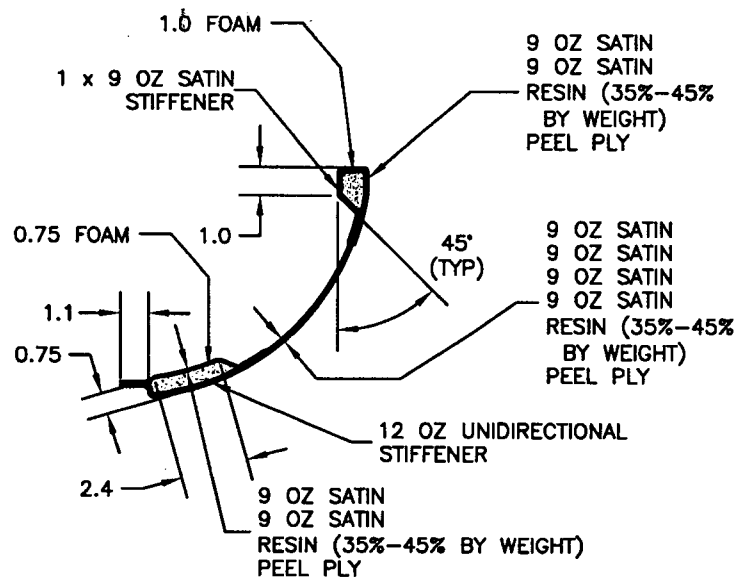 1.0 FOAM
1 x 9 OZ SATIN
STIFFENER
9 OZ SATIN
9 OZ SATIN
RESIN (35%-45%
BY WEIGHT)
PEEL PLY
1.0
45°
(TYP)
0.75 FOAM
1.1
0.75
9 OZ SATIN
9 OZ SATIN
9 OZ SATIN
9 OZ SATIN
RESIN (35%-45%
BY WEIGHT)
PEEL PLY
12 OZ UNIDIRECTIONAL
STIFFENER
2.4
9 OZ SATIN
9 OZ SATIN
RESIN (35%-45% BY WEIGHT)
PEEL PLY